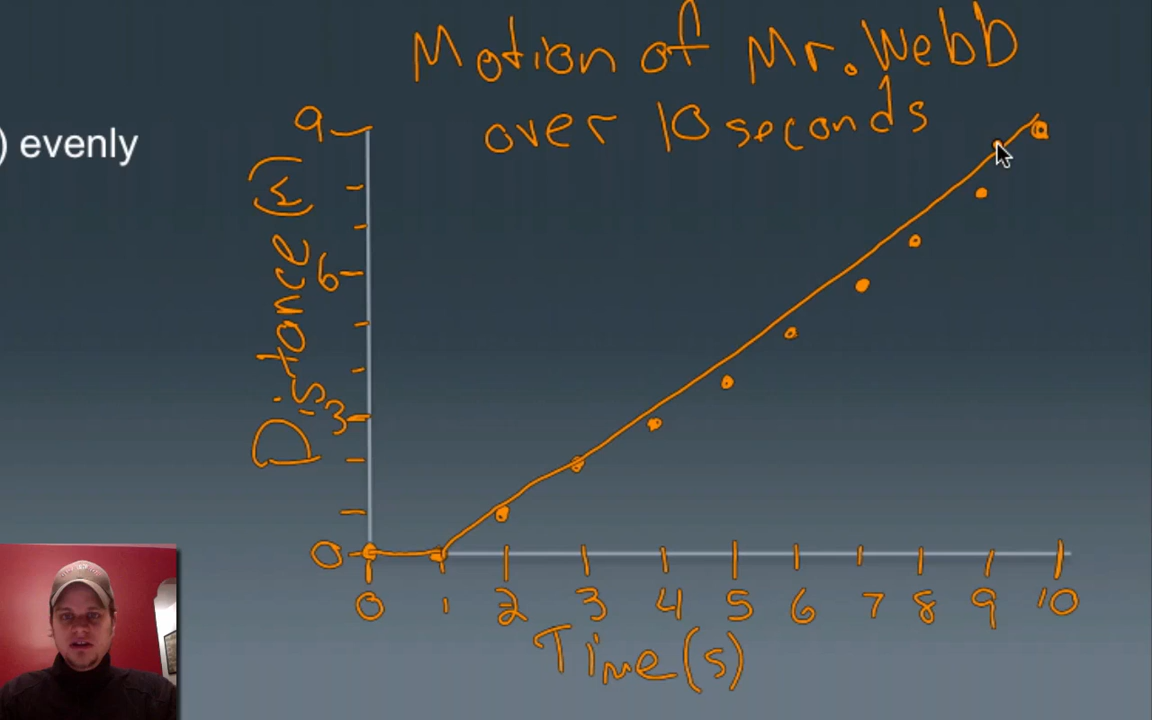 Motion of Mr. Webb
over 10 seconds
) evenly
Distance (m)
9
6
3
0
0 1 2 3 4 5 6 7 8 9 10
Time (s)